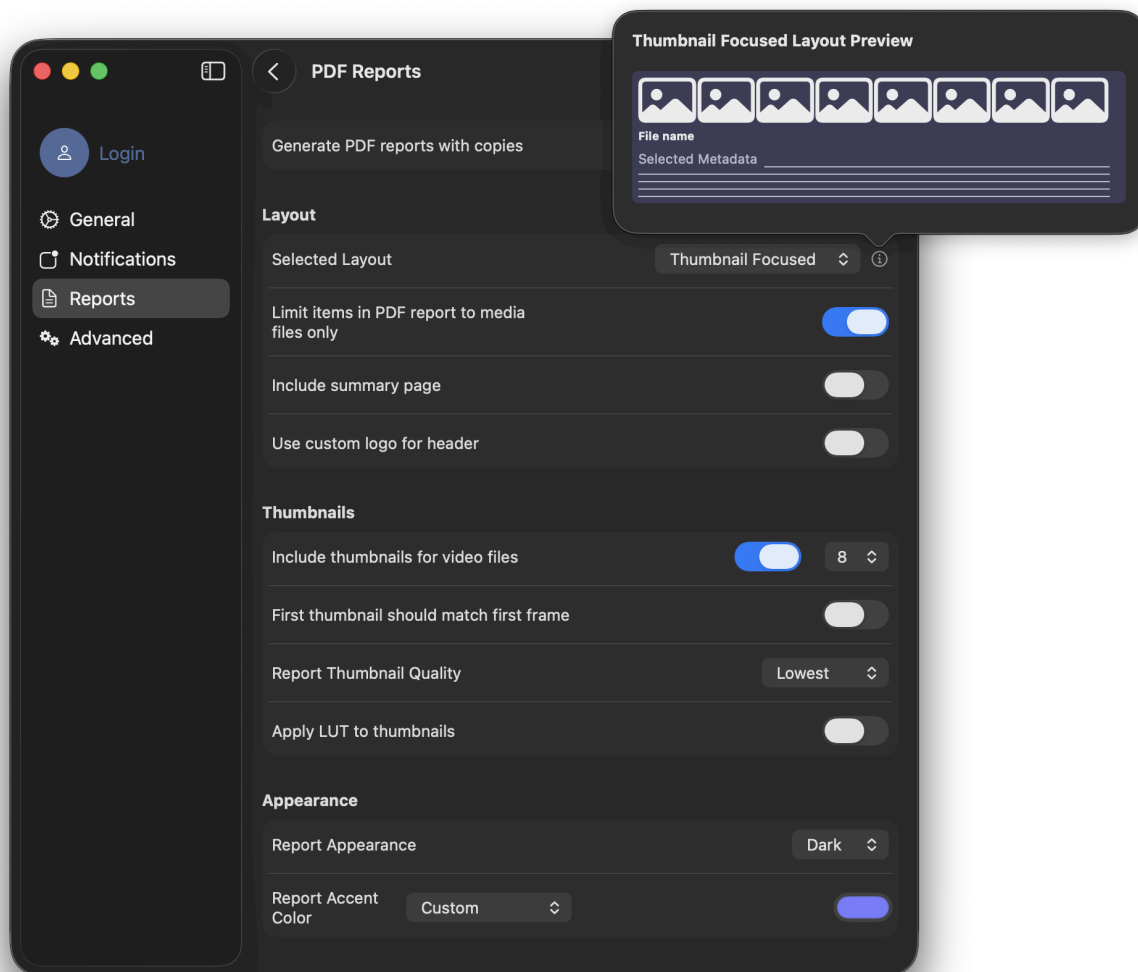 Thumbnail Focused Layout Preview
File name
Selected Metadata
PDF Reports
Login
General
Notifications
Reports
Advanced
Generate PDF reports with copies
Layout
Selected Layout
Thumbnail Focused
Limit items in PDF report to media
files only
Include summary page
Use custom logo for header
Thumbnails
Include thumbnails for video files
8
First thumbnail should match first frame
Report Thumbnail Quality
Lowest
Apply LUT to thumbnails
Appearance
Report Appearance
Dark
Report Accent
Color
Custom